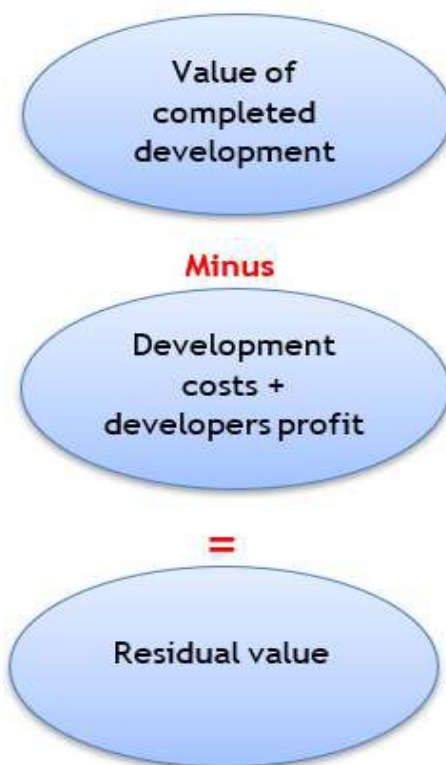 Value of
completed
development
Minus
Development
costs +
developers profit
=
Residual value